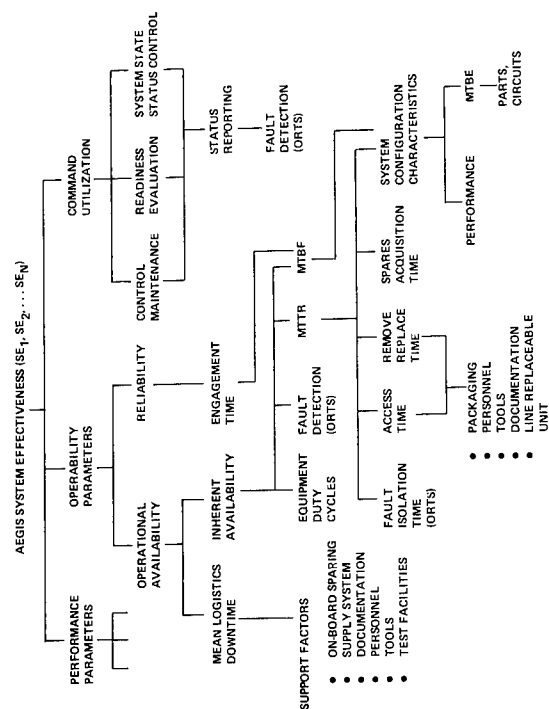 AEGIS SYSTEM EFFECTIVENESS (SE1, SE2, . . . SEN)
PERFORMANCE
PARAMETERS
OPERABILITY
PARAMETERS
COMMAND
UTILIZATION
OPERATIONAL
AVAILABILITY
RELIABILITY
CONTROL
MAINTENANCE
READINESS
EVALUATION
SYSTEM STATE
STATUS CONTROL
MEAN LOGISTICS
DOWNTIME
INHERENT
AVAILABILITY
ENGAGEMENT
TIME
STATUS
REPORTING
SUPPORT FACTORS
• ON-BOARD SPARING
• SUPPLY SYSTEM
• DOCUMENTATION
• PERSONNEL
• TOOLS
• TEST FACILITIES
EQUIPMENT
DUTY
CYCLES
FAULT
DETECTION
(ORTS)
MTTR
MTBF
FAULT
DETECTION
(ORTS)
FAULT
ISOLATION
TIME
(ORTS)
ACCESS
TIME
REMOVE
REPLACE
TIME
SPARES
ACQUISITION
TIME
SYSTEM
CONFIGURATION
CHARACTERISTICS
• PACKAGING
• PERSONNEL
• TOOLS
• DOCUMENTATION
• LINE REPLACEABLE
UNIT
PERFORMANCE
MTBE
PARTS,
CIRCUITS